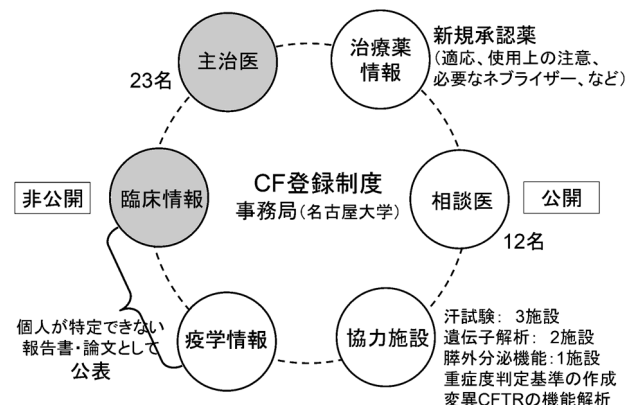 主治医
23名
治療薬
情報
新規承認薬
(適応、使用上の注意、
必要なネブライザー、など)
非公開
臨床情報
CF登録制度
事務局(名古屋大学)
相談医
公開
12名
個人が特定できない
報告書・論文として
公表
疫学情報
協力施設
汗試験: 3施設
遺伝子解析: 2施設
膵外分泌機能:1施設
重症度判定基準の作成
変異CFTRの機能解析